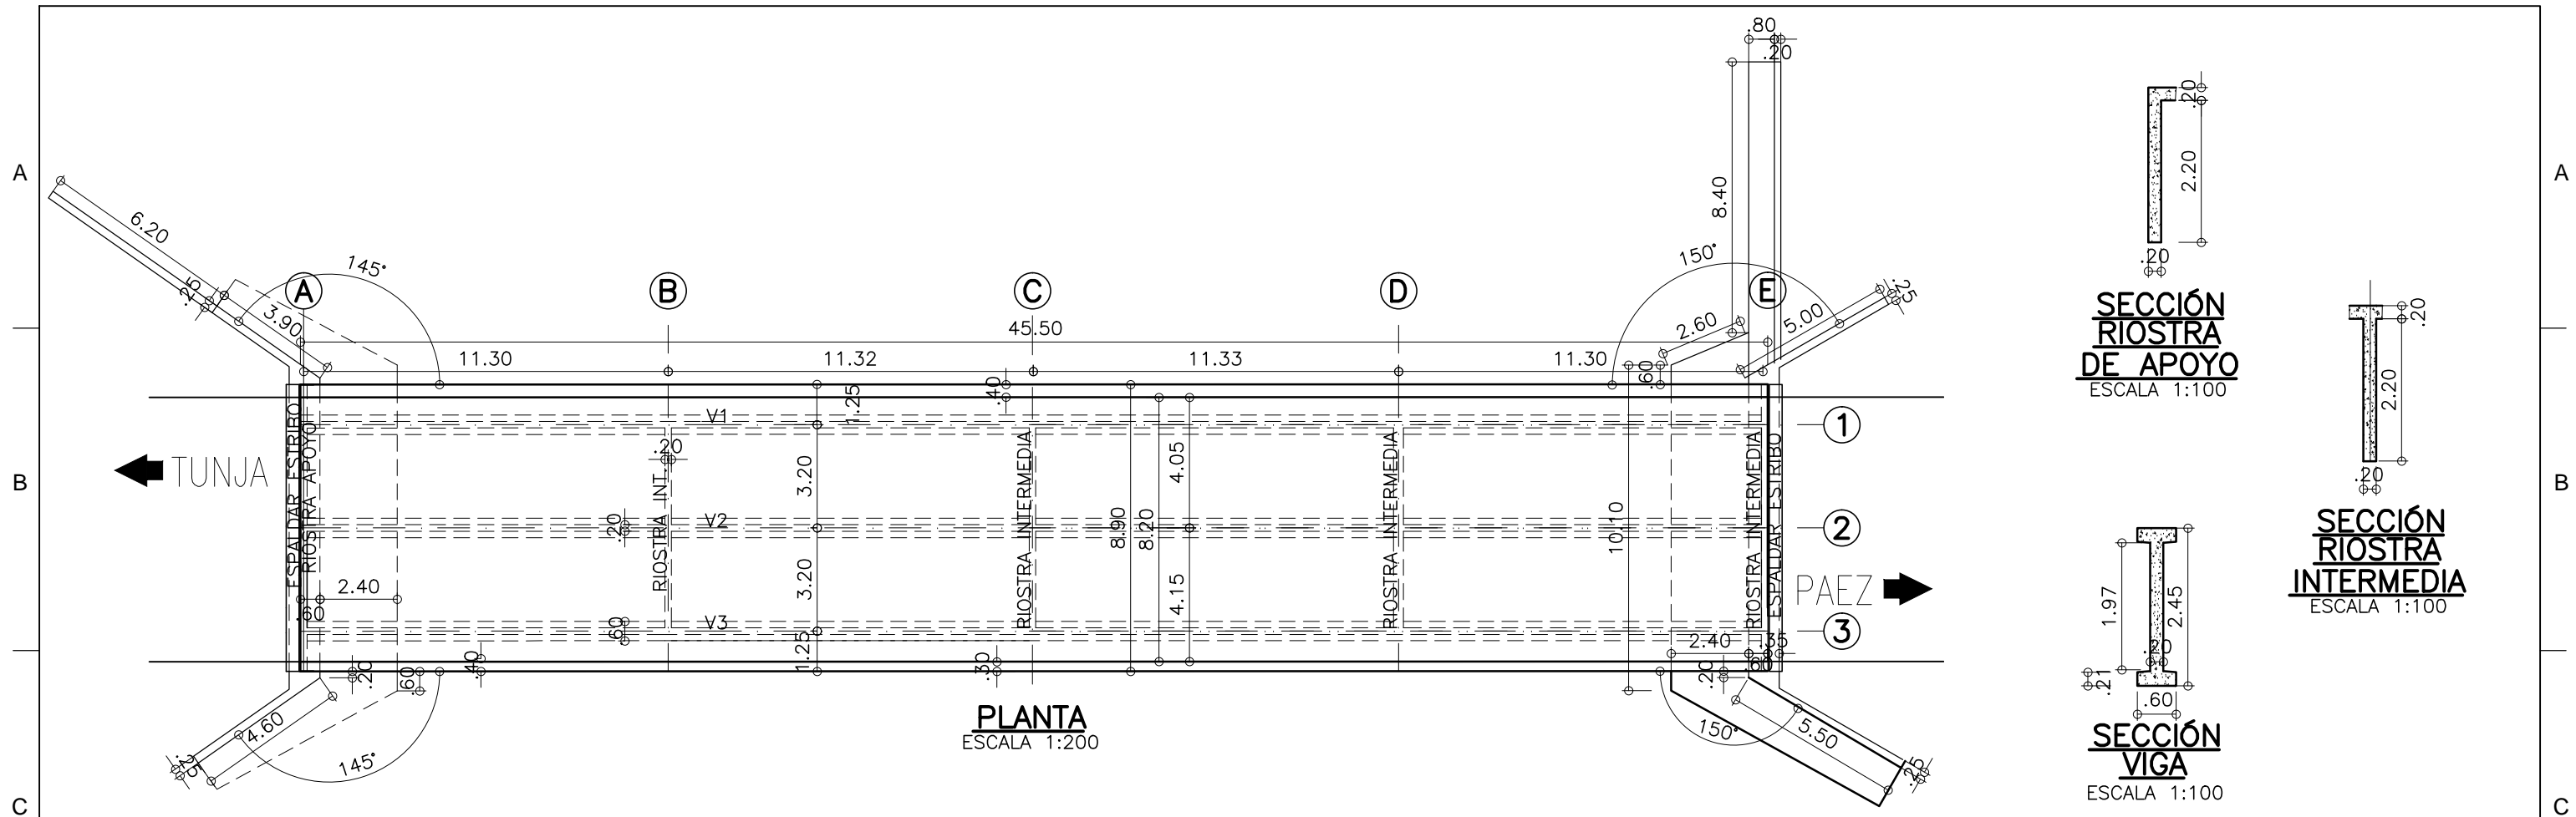 .80
.20
A
A
8.40
6.20
145°
150°
.25
A
B
C
D
E
.25
3.90
45.50
2.60
5.00
11.30
11.32
11.33
11.30
.60
1.25
.40
V1
1
ESPALDAR ESTRIBO
RIOSTRA APOYO
RIOSTRA INT.
.20
3.20
RIOSTRA INTERMEDIA
4.05
RIOSTRA INTERMEDIA
RIOSTRA INTERMEDIA
ESPALDAR ESTRIBO
B
TUNJA
B
.20
V2
8.90
8.20
10.10
2
2.40
.60
3.20
4.15
PAEZ
.60
V3
3
2.40
.35
.60
1.25
.20
.60
.40
.30
.20
4.60
.25
145°
PLANTA
ESCALA 1:200
150°
5.50
.25
C
C
.20
2.20
.20
SECCIÓN
RIOSTRA
DE APOYO
ESCALA 1:100
.20
2.20
.20
SECCIÓN
RIOSTRA
INTERMEDIA
ESCALA 1:100
1.97
2.45
.20
.21
.60
SECCIÓN
VIGA
ESCALA 1:100